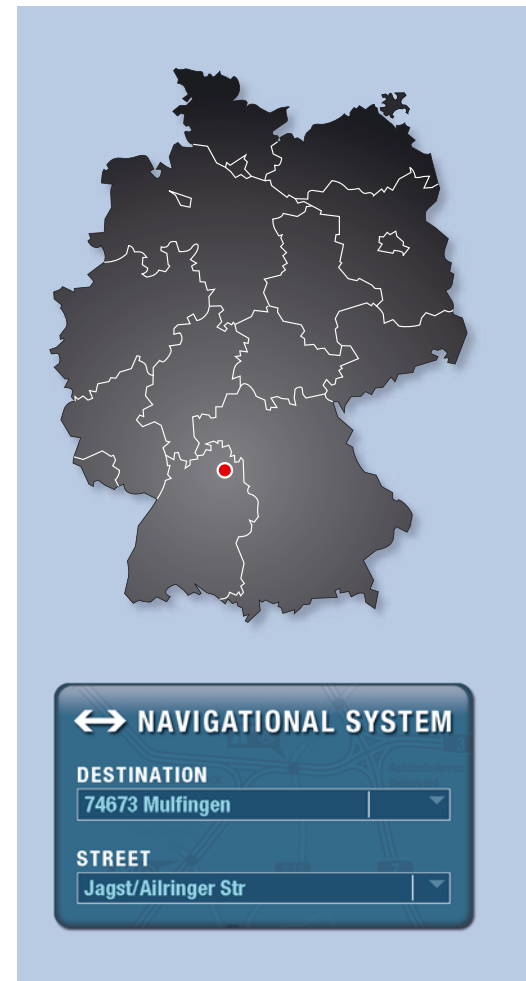 NAVIGATIONAL SYSTEM
DESTINATION
74673 Mulfingen
STREET
Jagst/Ailringer Str